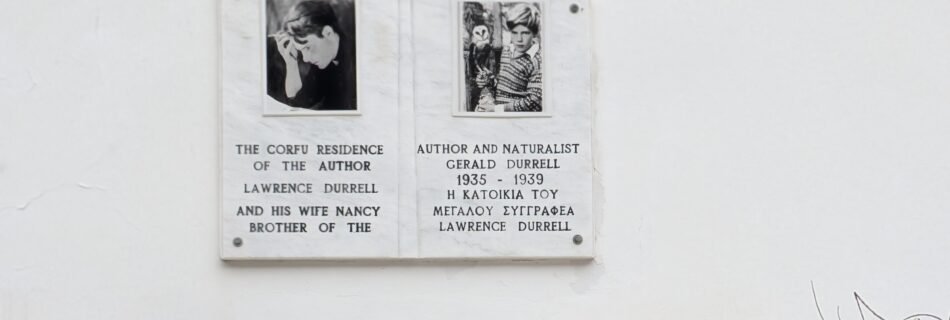 THE CORFU RESIDENCE
OF THE AUTHOR
LAWRENCE DURRELL
AND HIS WIFE NANCY
BROTHER OF THE
AUTHOR AND NATURALIST
GERALD DURRELL
1935 - 1939
Η ΚΑΤΟΙΚΙΑ ΤΟΥ
ΜΕΓΑΛΟΥ ΣΥΓΓΡΑΦΕΑ
LAWRENCE DURRELL